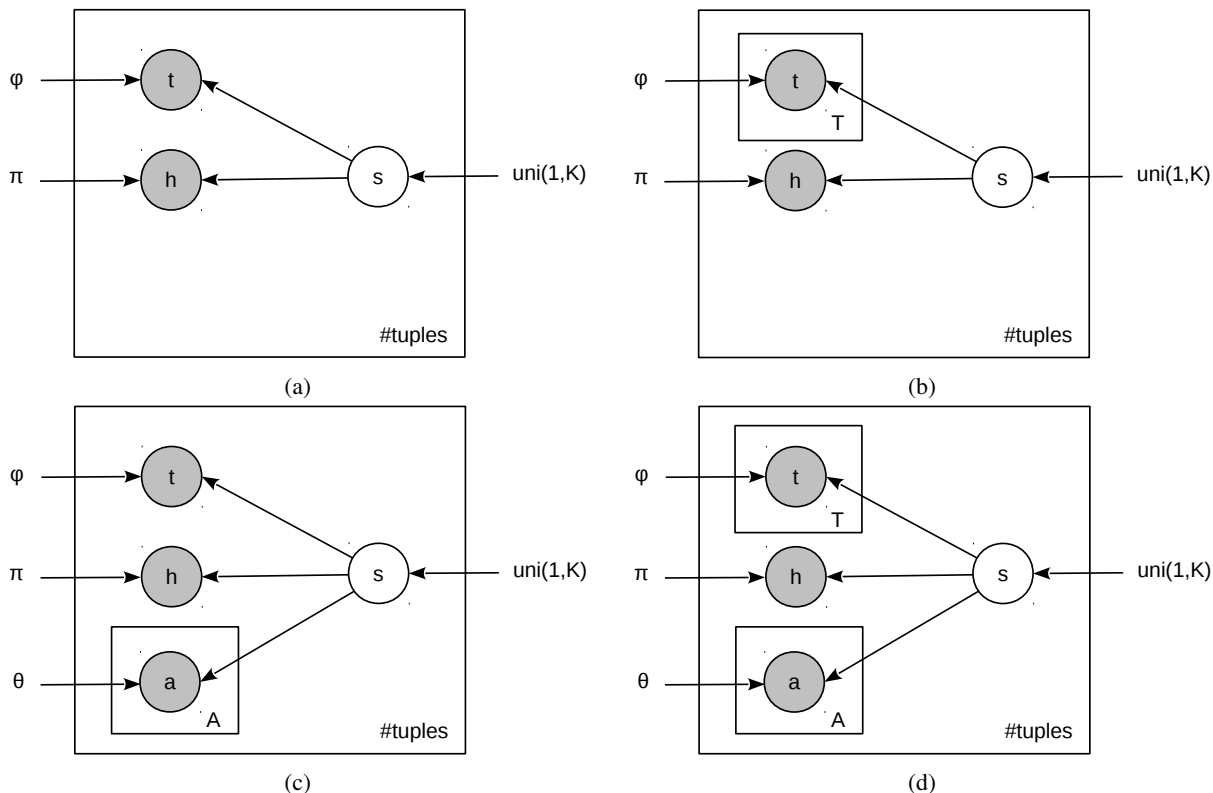 φ
t
π
h
s
uni(1,K)
#tuples
(a)
φ
t
T
π
h
s
uni(1,K)
#tuples
(b)
φ
t
π
h
s
uni(1,K)
θ
a
A
#tuples
(c)
φ
t
T
π
h
s
uni(1,K)
θ
a
A
#tuples
(d)